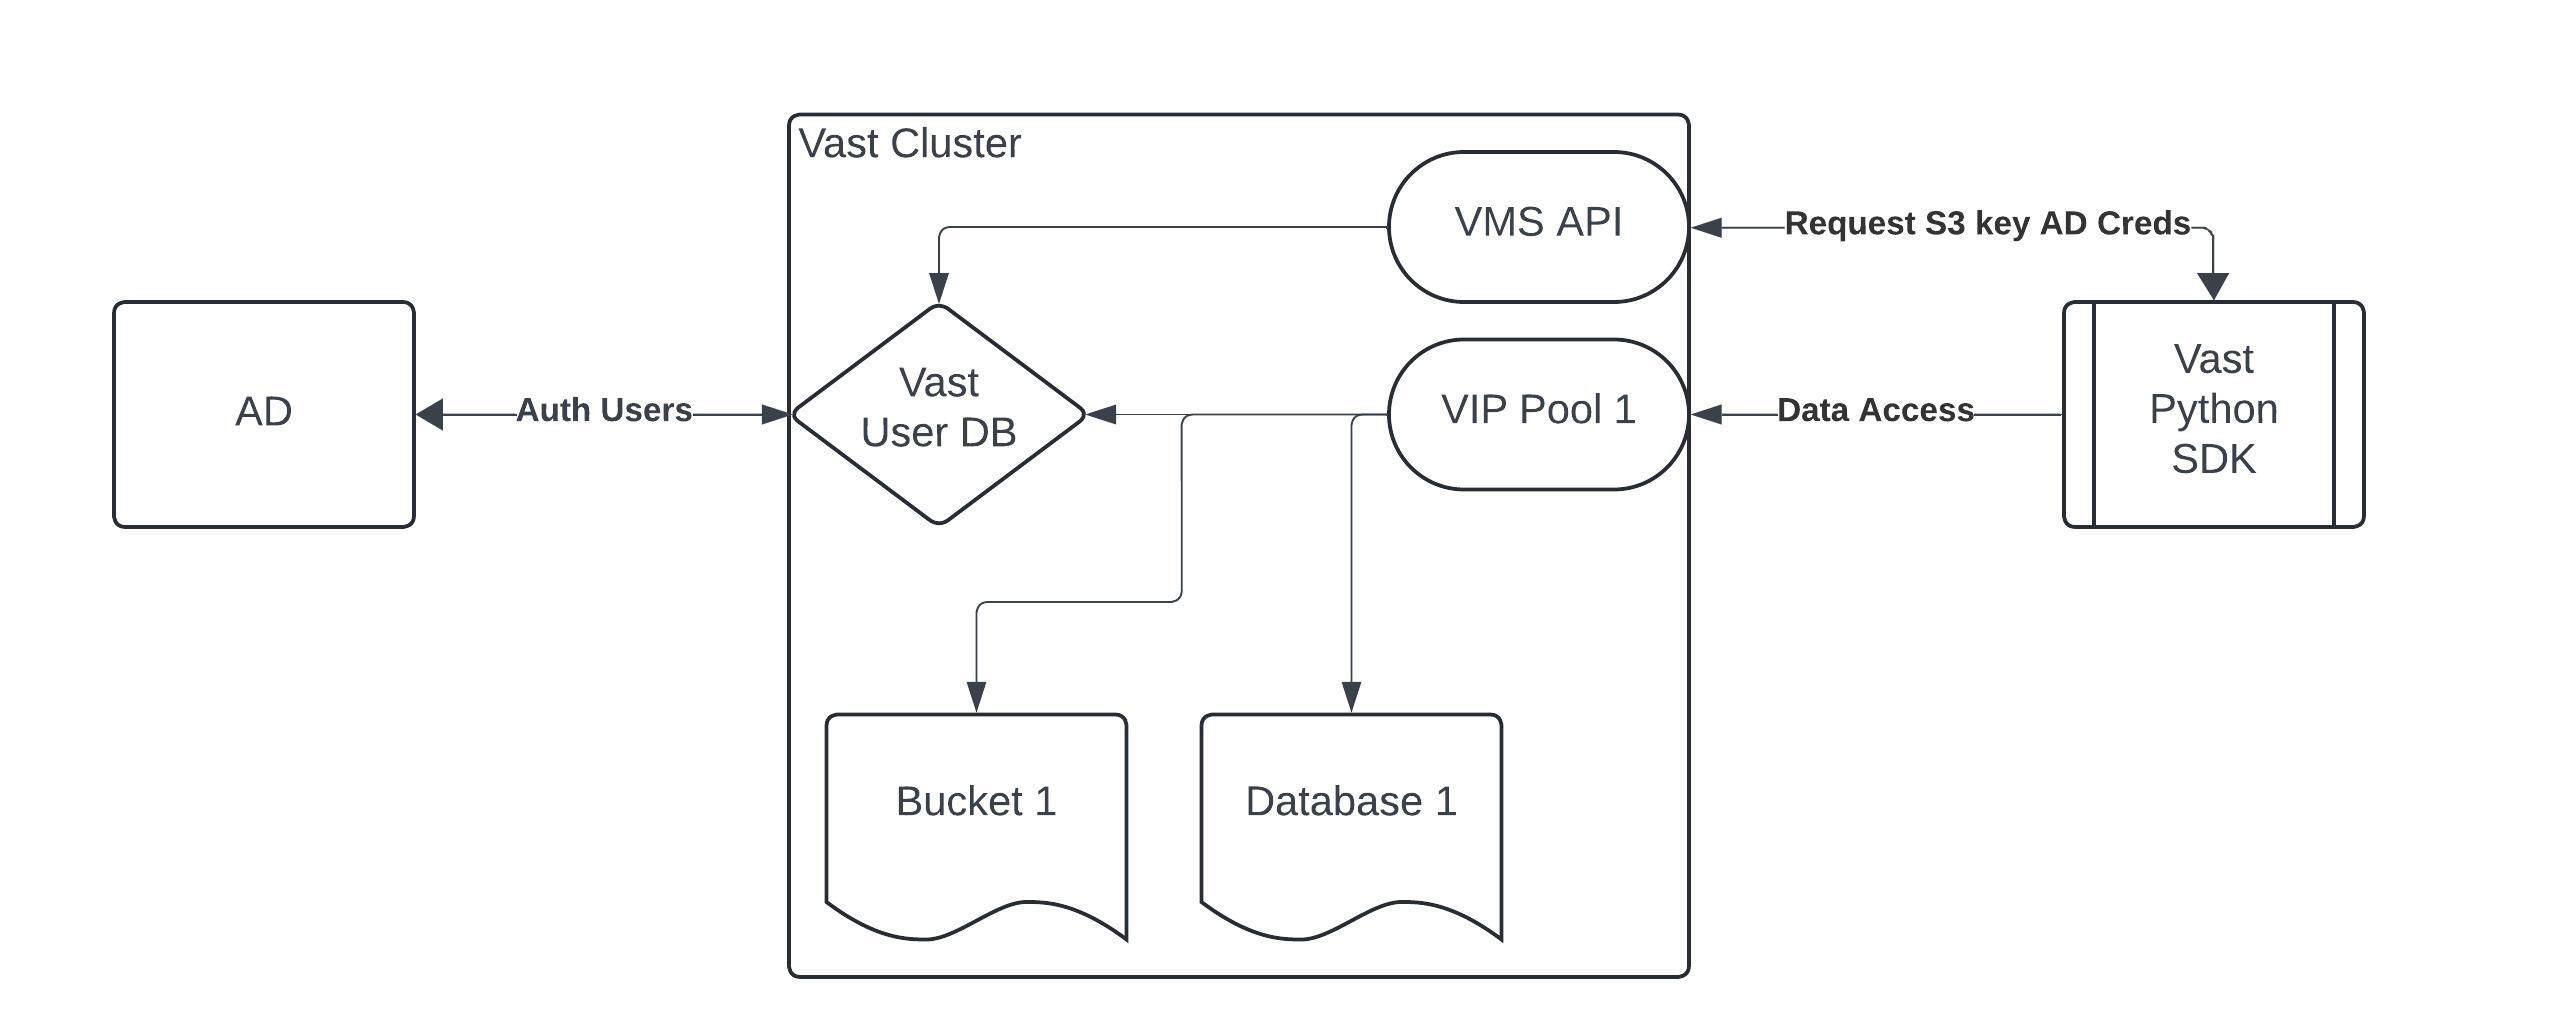 Vast Cluster
VMS API
Request S3 key AD Creds
AD
Auth Users
Vast
User DB
VIP Pool 1
Data Access
Vast
Python
SDK
Bucket 1
Database 1